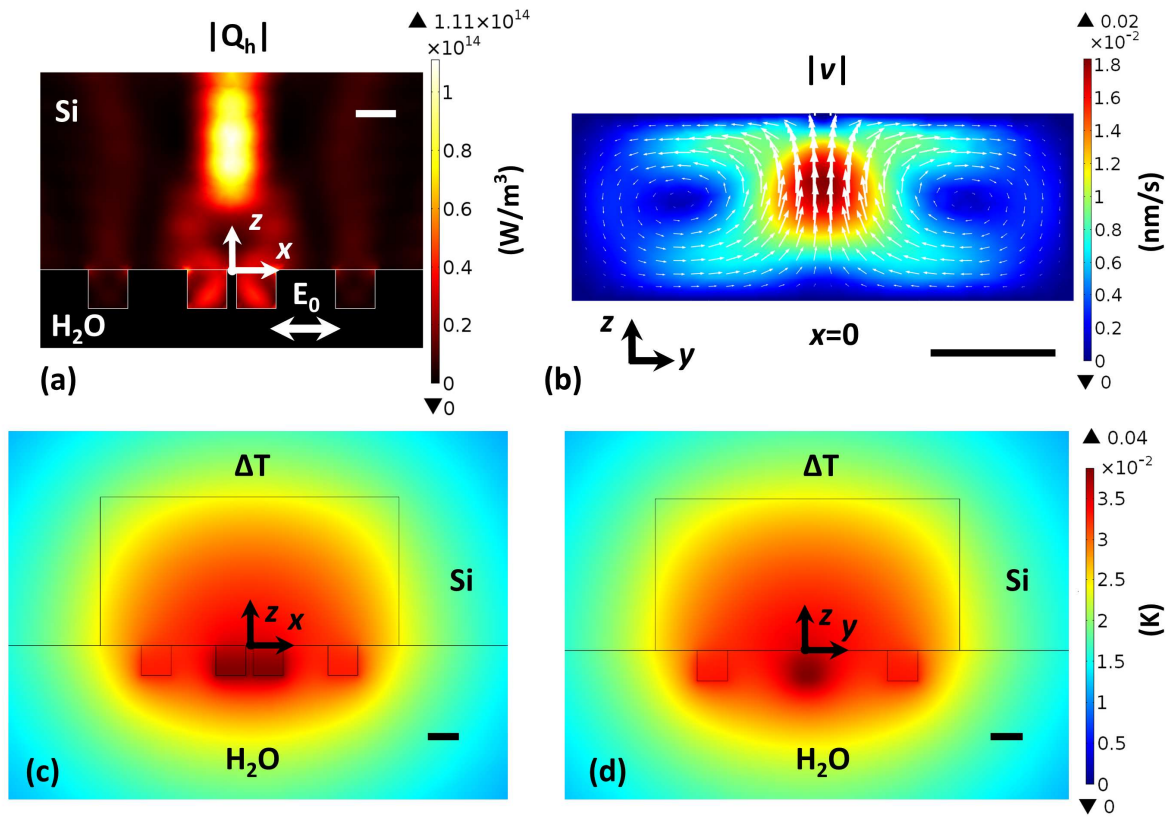 |Q_h|
▲ 1.11×10^14
×10^14
1
0.8
0.6
0.4
0.2
0
▼ 0
(W/m³)
Si
z
x
E₀
H₂O
(a)
|v|
▲ 0.02
×10^-2
1.8
1.6
1.4
1.2
1
0.8
0.6
0.4
0.2
0
▼ 0
(nm/s)
z
y
x=0
(b)
ΔT
Si
z
x
H₂O
(c)
ΔT
Si
z
y
H₂O
(d)
▲ 0.04
×10^-2
3.5
3
2.5
2
1.5
1
0.5
0
▼ 0
(K)